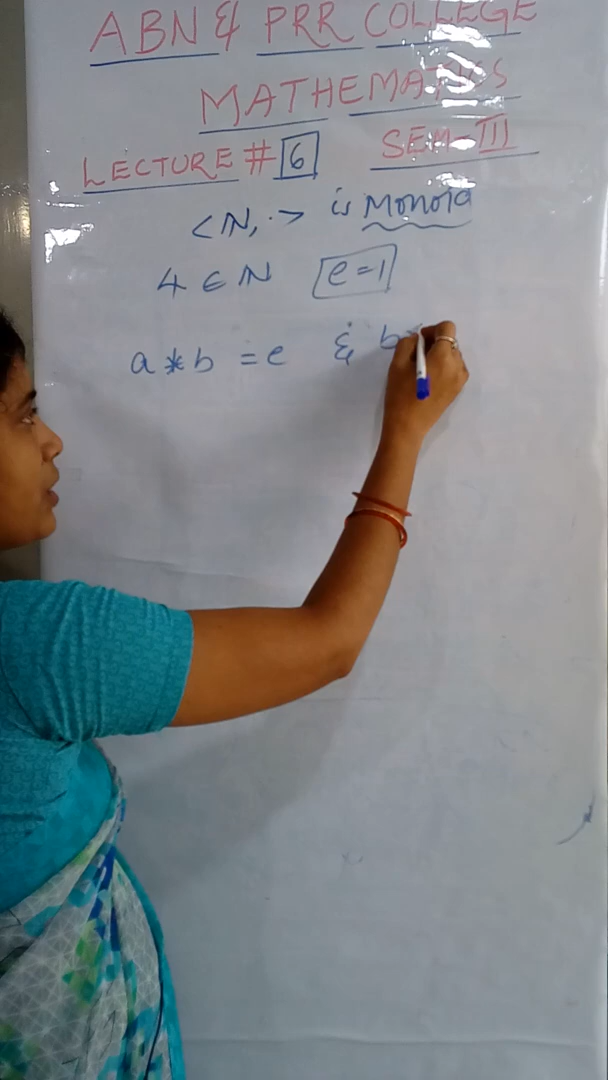 ABN & PRR COLLEGE
MATHEMATICS
LECTURE # 6 SEM-III
<N, ·> is Monoid
4 ∈ N e=1
a * b = e & b